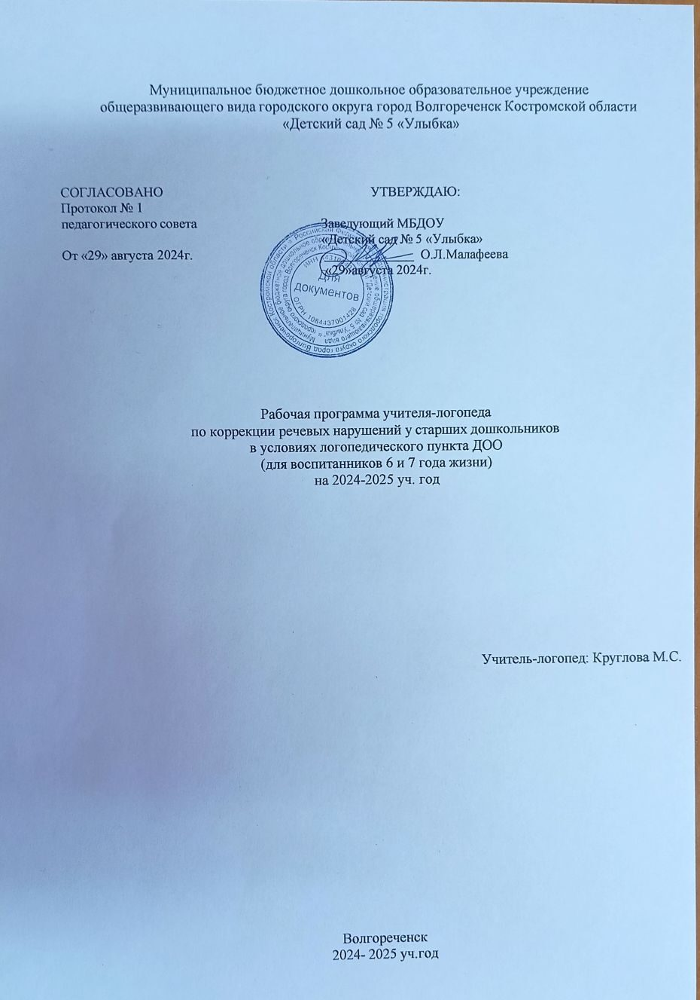 Муниципальное бюджетное дошкольное образовательное учреждение
общеразвивающего вида городского округа город Волгореченск Костромской области
«Детский сад № 5 «Улыбка»
СОГЛАСОВАНО
Протокол № 1
педагогического совета
От «29» августа 2024г.
УТВЕРЖДАЮ:
Заведующий МБДОУ
«Детский сад № 5 «Улыбка»
О.Л.Малафеева
«29»августа 2024г.
Для
документов
ОГРН 1084437001428
Рабочая программа учителя-логопеда
по коррекции речевых нарушений у старших дошкольников
в условиях логопедического пункта ДОО
(для воспитанников 6 и 7 года жизни)
на 2024-2025 уч. год
Учитель-логопед: Круглова М.С.
Волгореченск
2024- 2025 уч.год